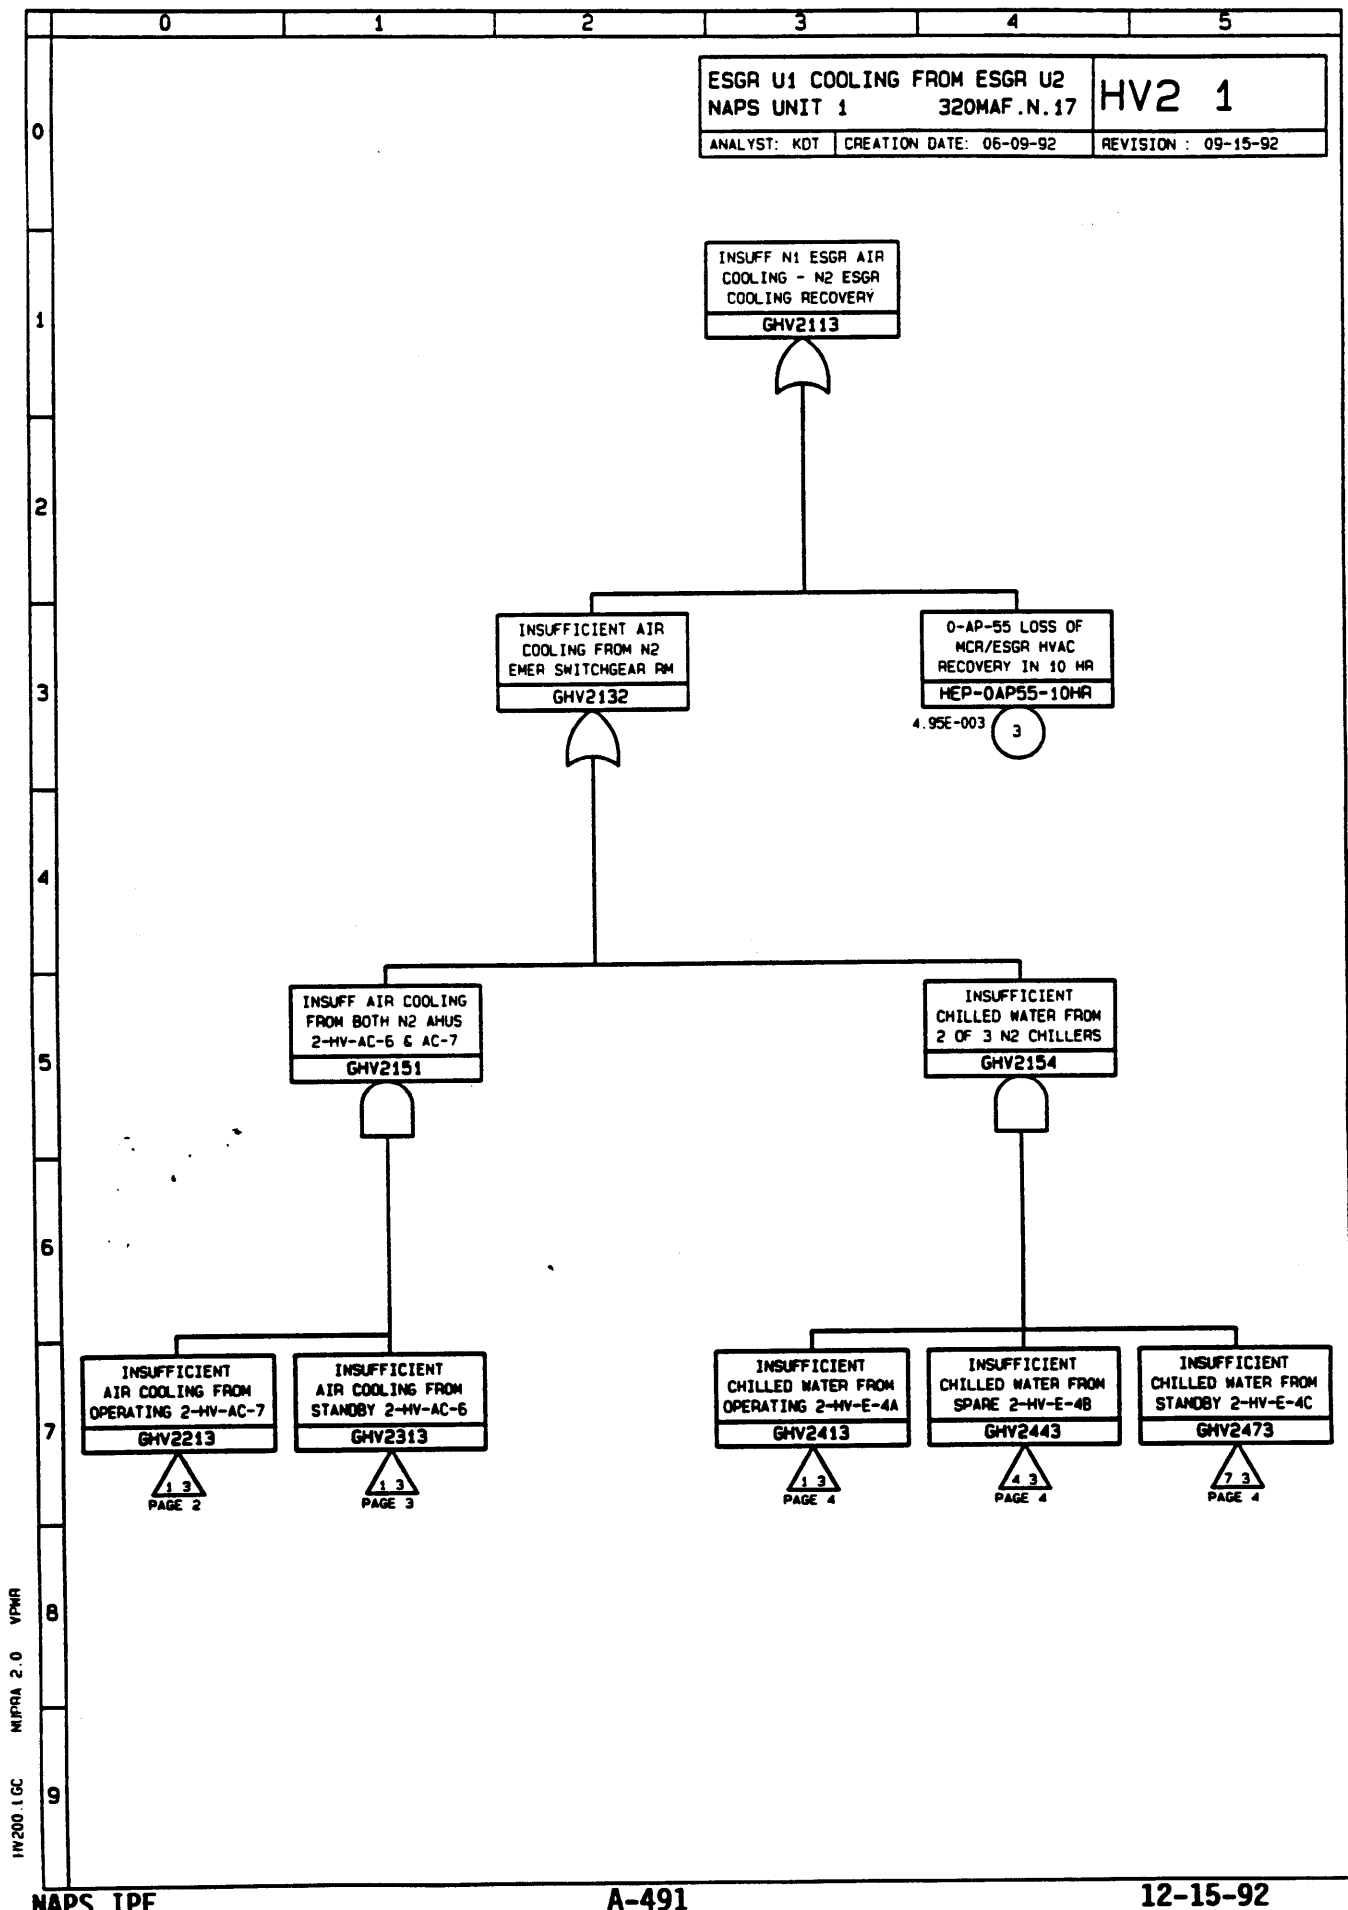 0 1 2 3 4 5
ESGR U1 COOLING FROM ESGR U2
NAPS UNIT 1 320MAF.N.17
HV2 1
ANALYST: KDT CREATION DATE: 06-09-92 REVISION : 09-15-92
0
INSUFF N1 ESGR AIR
COOLING - N2 ESGR
COOLING RECOVERY
GHV2113
1
2
INSUFFICIENT AIR
COOLING FROM N2
EMER SWITCHGEAR RM
GHV2132
0-AP-55 LOSS OF
MCR/ESGR HVAC
RECOVERY IN 10 HR
HEP-0AP55-10HR
4.95E-003
3
3
4
INSUFF AIR COOLING
FROM BOTH N2 AHUS
2-HV-AC-6 & AC-7
GHV2151
INSUFFICIENT
CHILLED WATER FROM
2 OF 3 N2 CHILLERS
GHV2154
5
6
INSUFFICIENT
AIR COOLING FROM
OPERATING 2-HV-AC-7
GHV2213
1 3
PAGE 2
INSUFFICIENT
AIR COOLING FROM
STANDBY 2-HV-AC-6
GHV2313
1 3
PAGE 3
INSUFFICIENT
CHILLED WATER FROM
OPERATING 2-HV-E-4A
GHV2413
1 3
PAGE 4
INSUFFICIENT
CHILLED WATER FROM
SPARE 2-HV-E-4B
GHV2443
4 3
PAGE 4
INSUFFICIENT
CHILLED WATER FROM
STANDBY 2-HV-E-4C
GHV2473
7 3
PAGE 4
7
8
9
HV200.LGC NUPRA 2.0 VPWR
NAPS IPE A-491 12-15-92